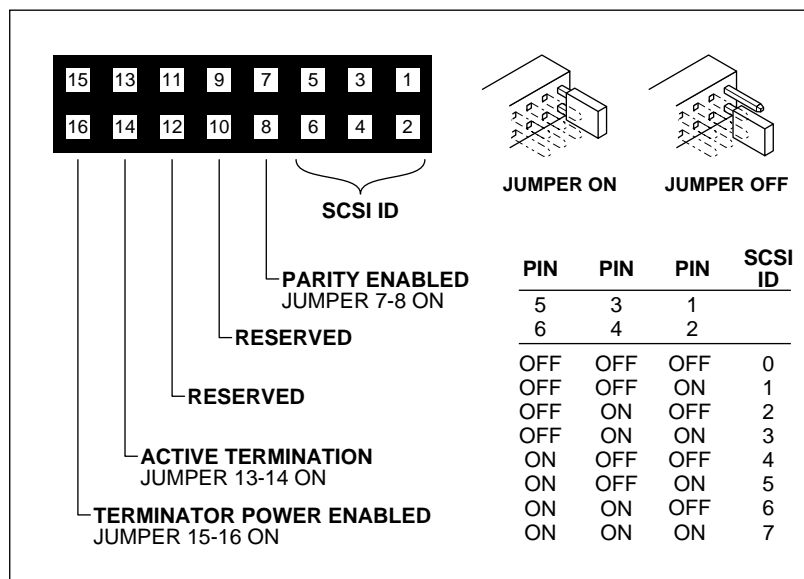 15 13 11 9 7 5 3 1
16 14 12 10 8 6 4 2
SCSI ID
PARITY ENABLED
JUMPER 7-8 ON
RESERVED
RESERVED
ACTIVE TERMINATION
JUMPER 13-14 ON
TERMINATOR POWER ENABLED
JUMPER 15-16 ON
JUMPER ON
JUMPER OFF
PIN PIN PIN SCSI ID
5 3 1
6 4 2
OFF OFF OFF 0
OFF OFF ON 1
OFF ON OFF 2
OFF ON ON 3
ON OFF OFF 4
ON OFF ON 5
ON ON OFF 6
ON ON ON 7